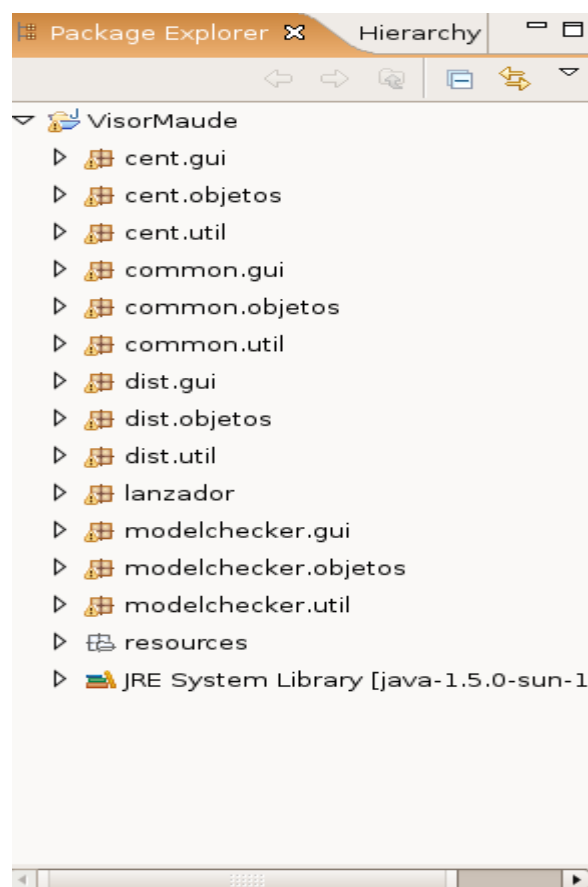 Package Explorer Hierarchy
VisorMaude
cent.gui
cent.objetos
cent.util
common.gui
common.objetos
common.util
dist.gui
dist.objetos
dist.util
lanzador
modelchecker.gui
modelchecker.objetos
modelchecker.util
resources
JRE System Library [java-1.5.0-sun-1